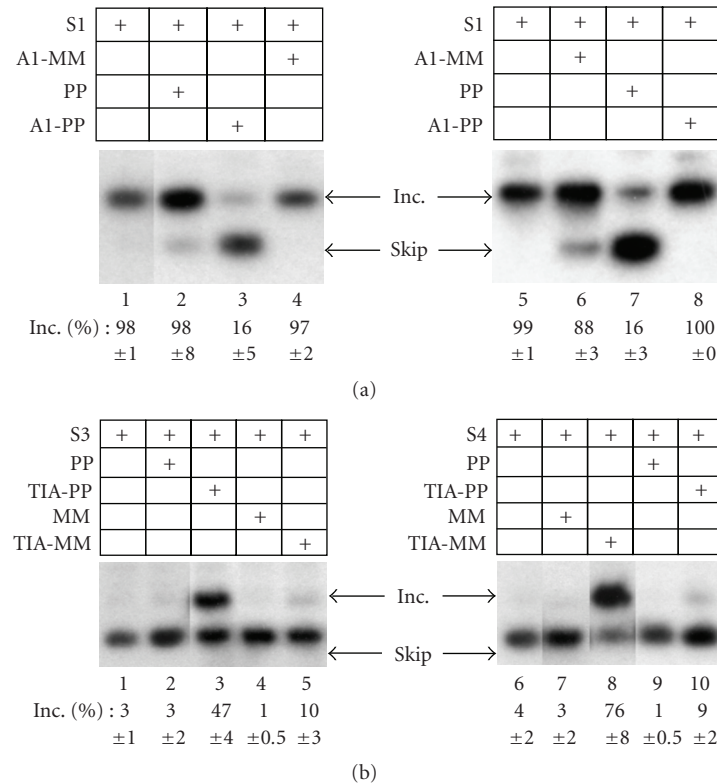 S1 + + + +
A1-MM +
PP +
A1-PP +
S1 + + + +
A1-MM +
PP +
A1-PP +
Inc.
Skip
1 2 3 4
Inc. (%) : 98 98 16 97
±1 ±8 ±5 ±2
5 6 7 8
99 88 16 100
±1 ±3 ±3 ±0
(a)
S3 + + + + +
PP +
TIA-PP +
MM +
TIA-MM +
S4 + + + + +
PP +
TIA-PP +
MM +
TIA-MM +
Inc.
Skip
1 2 3 4 5
Inc. (%) : 3 3 47 1 10
±1 ±2 ±4 ±0.5 ±3
6 7 8 9 10
4 3 76 1 9
±2 ±2 ±8 ±0.5 ±2
(b)